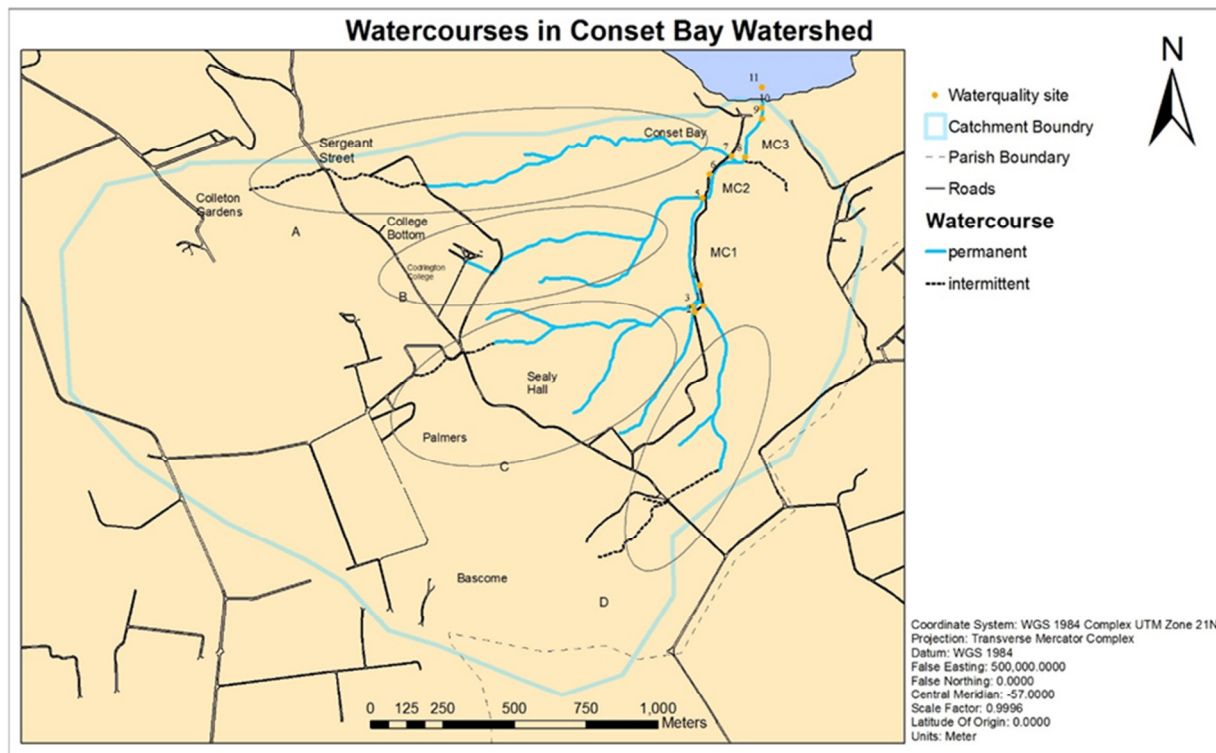 Watercourses in Conset Bay Watershed
N
11
10
9
Conset Bay
7
8
MC3
6
MC2
5
MC1
3
Sergeant
Street
Colleton
Gardens
A
College
Bottom
Codrington
College
B
Sealy
Hall
Palmers
C
Bascome
D
0 125 250 500 750 1,000
Meters
Waterquality site
Catchment Boundry
Parish Boundary
Roads
Watercourse
permanent
intermittent
Coordinate System: WGS 1984 Complex UTM Zone 21N
Projection: Transverse Mercator Complex
Datum: WGS 1984
False Easting: 500,000.0000
False Northing: 0.0000
Central Meridian: -57.0000
Scale Factor: 0.9996
Latitude Of Origin: 0.0000
Units: Meter